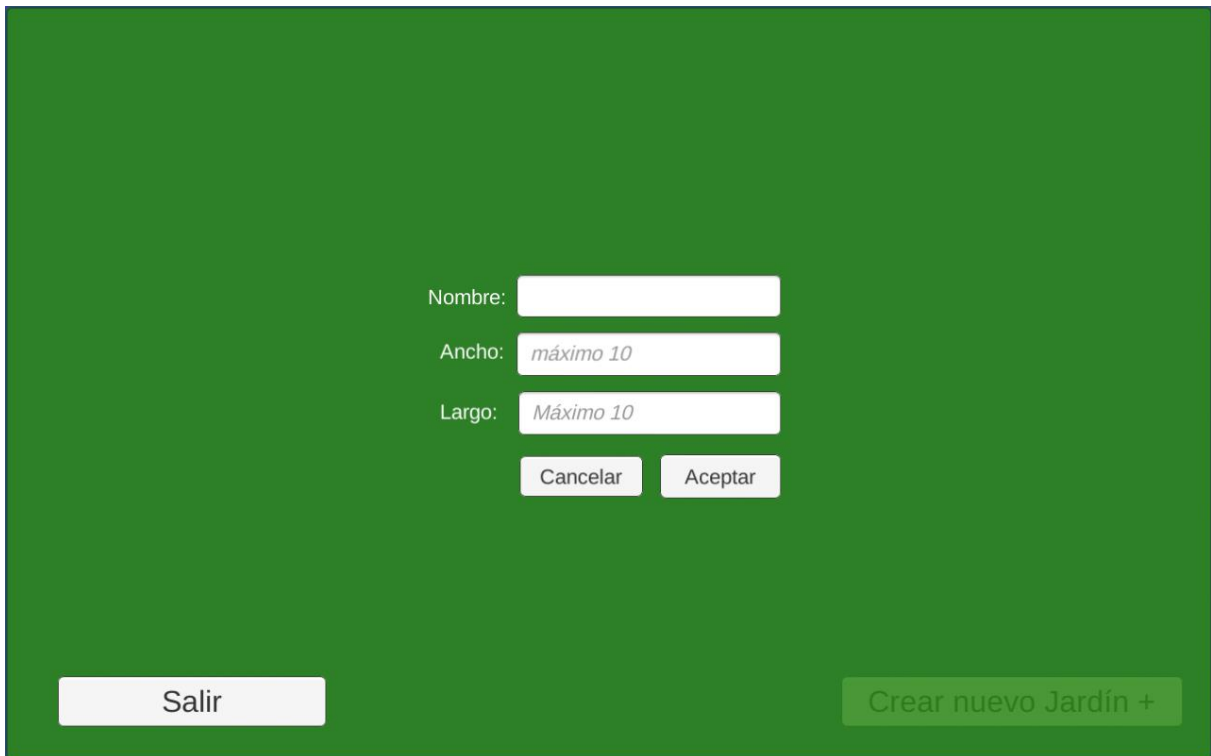 Nombre:
Ancho: máximo 10
Largo: Máximo 10
Cancelar Aceptar
Salir Crear nuevo Jardín +